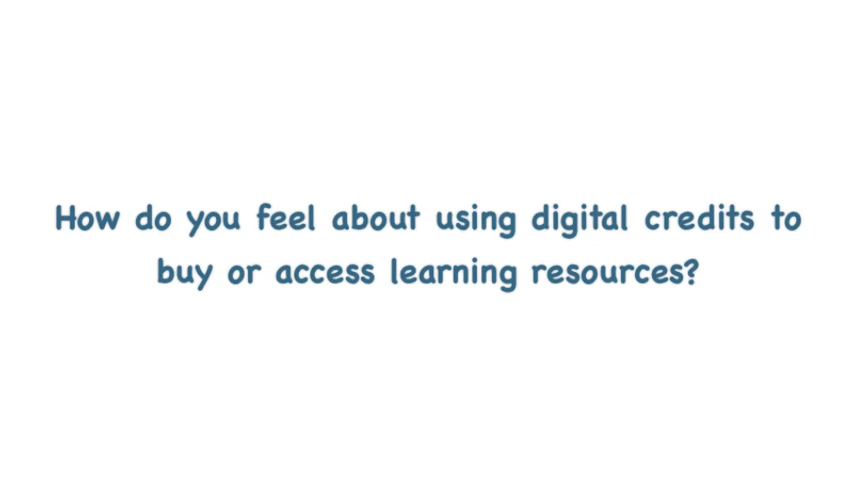 How do you feel about using digital credits to
buy or access learning resources?